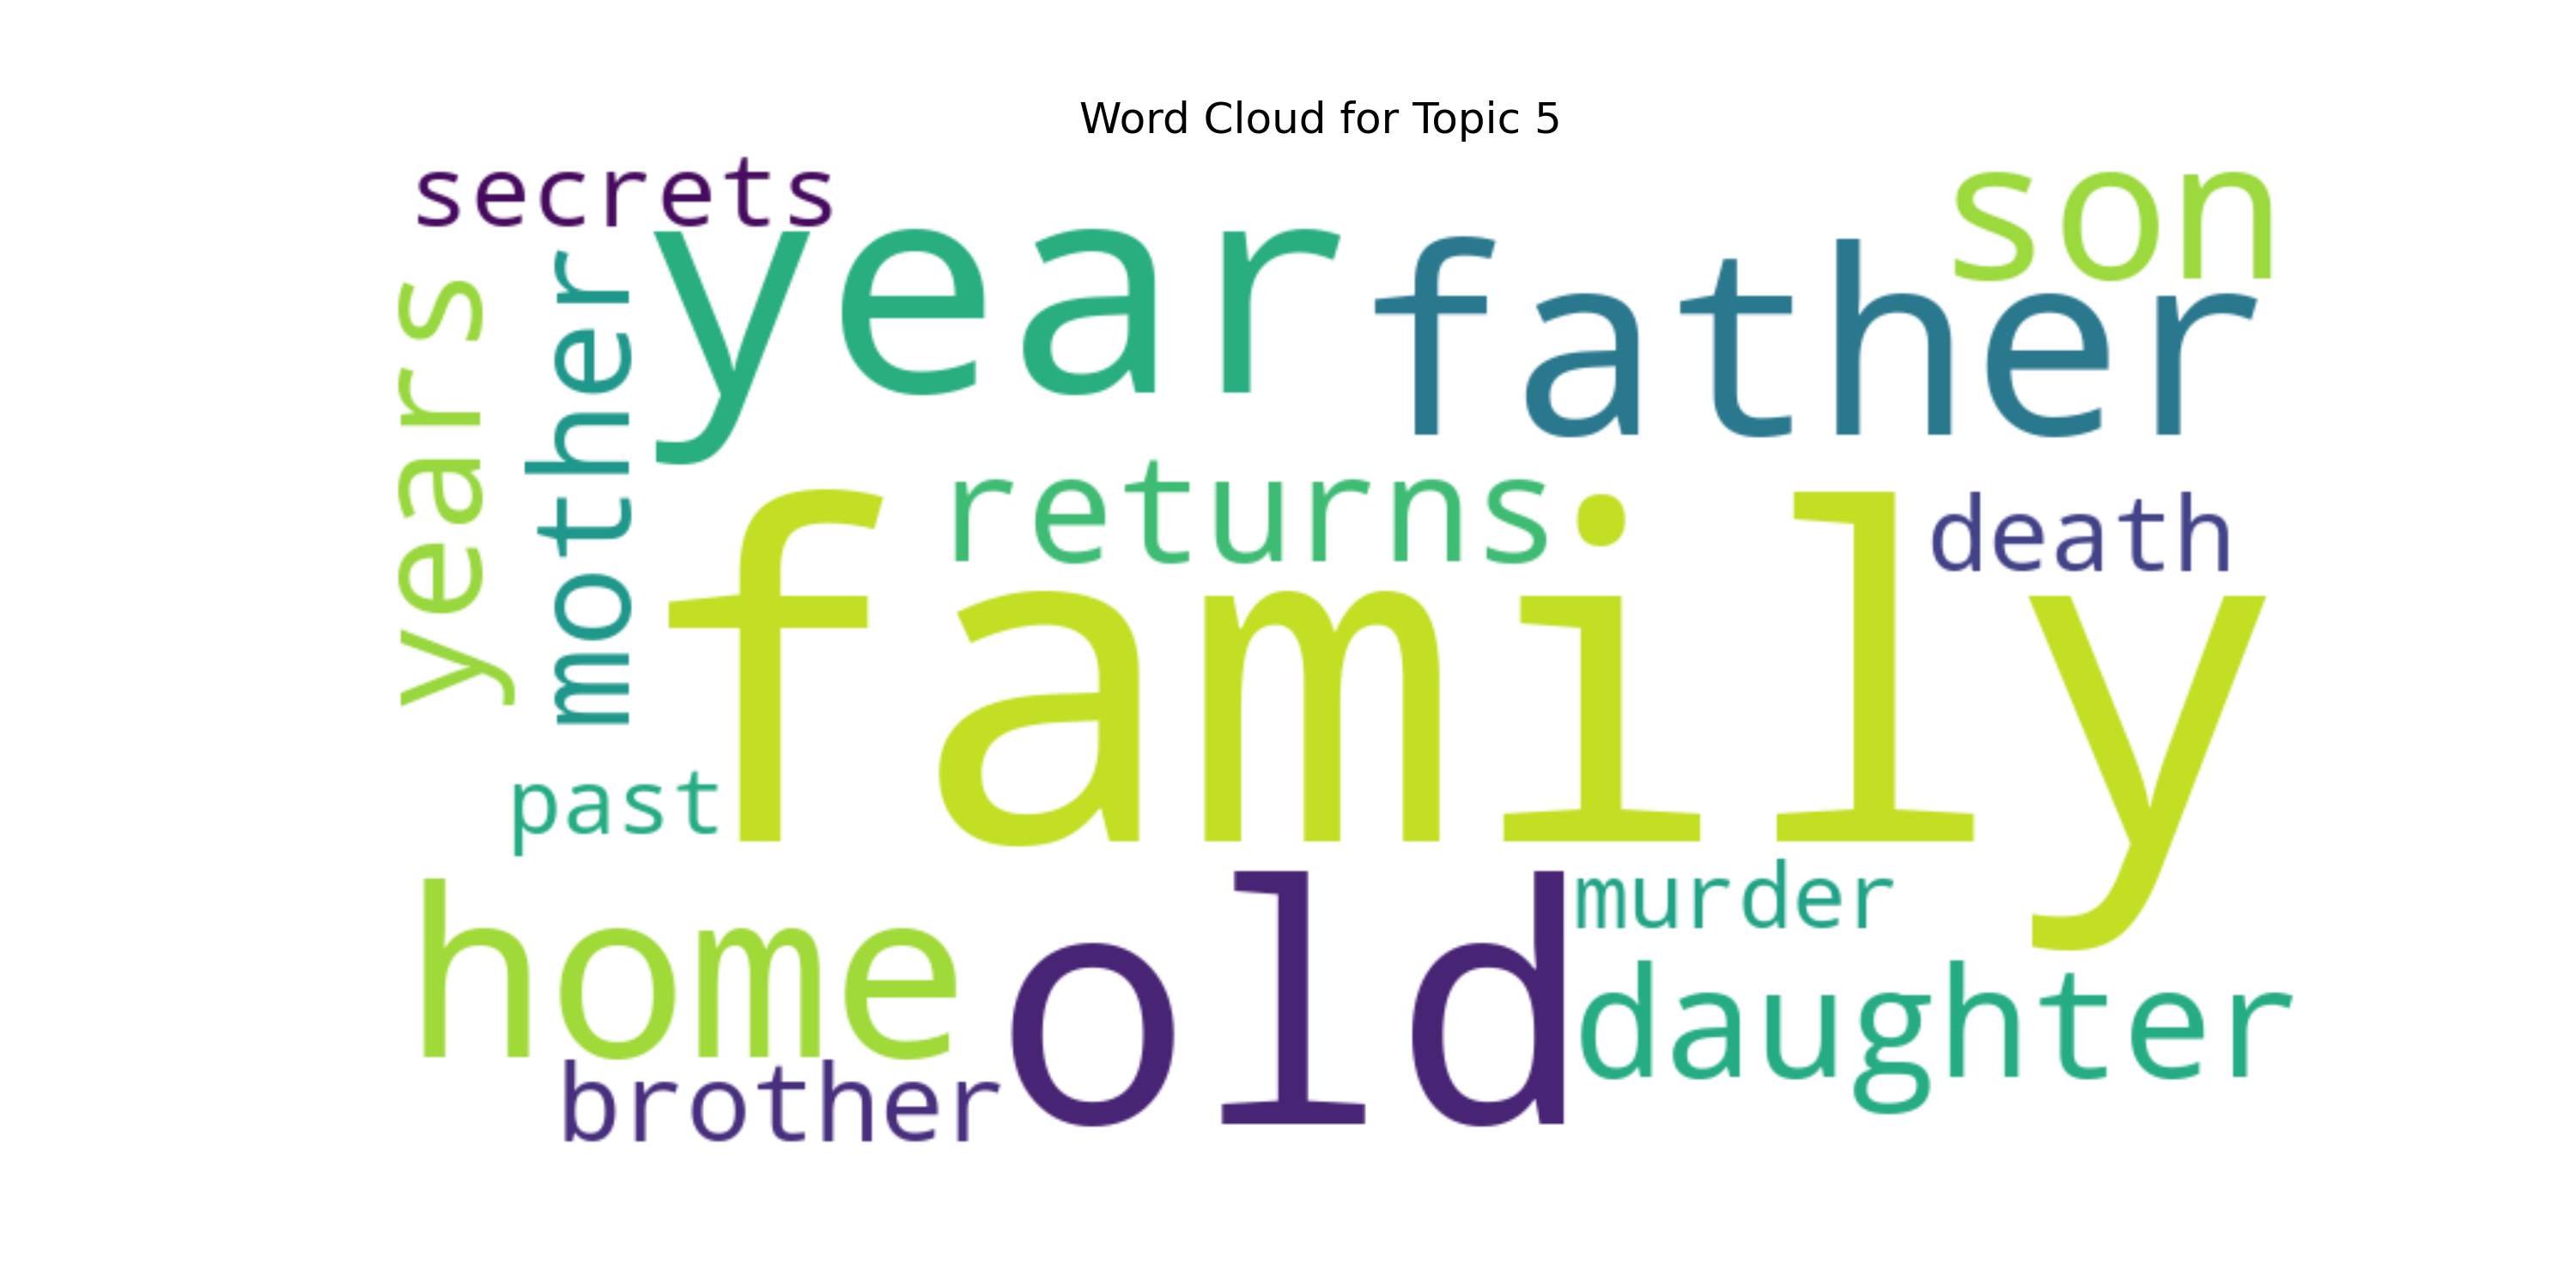 Word Cloud for Topic 5
secrets
son
year
father
years
mother
returns
death
family
past
murder
home
old
daughter
brother